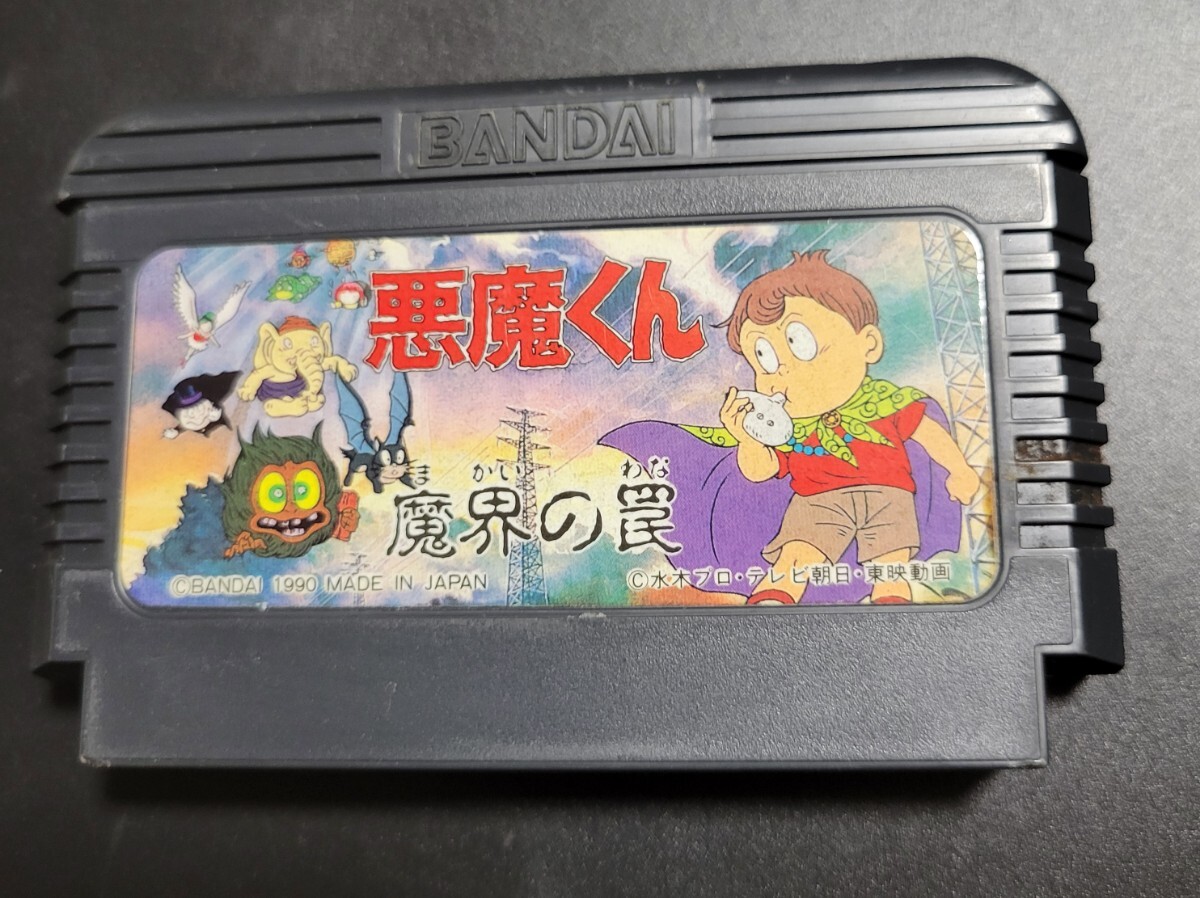 BANDAI
悪魔くん
ま かい わな
魔界の罠
©BANDAI 1990 MADE IN JAPAN
©水木プロ・テレビ朝日・東映動画